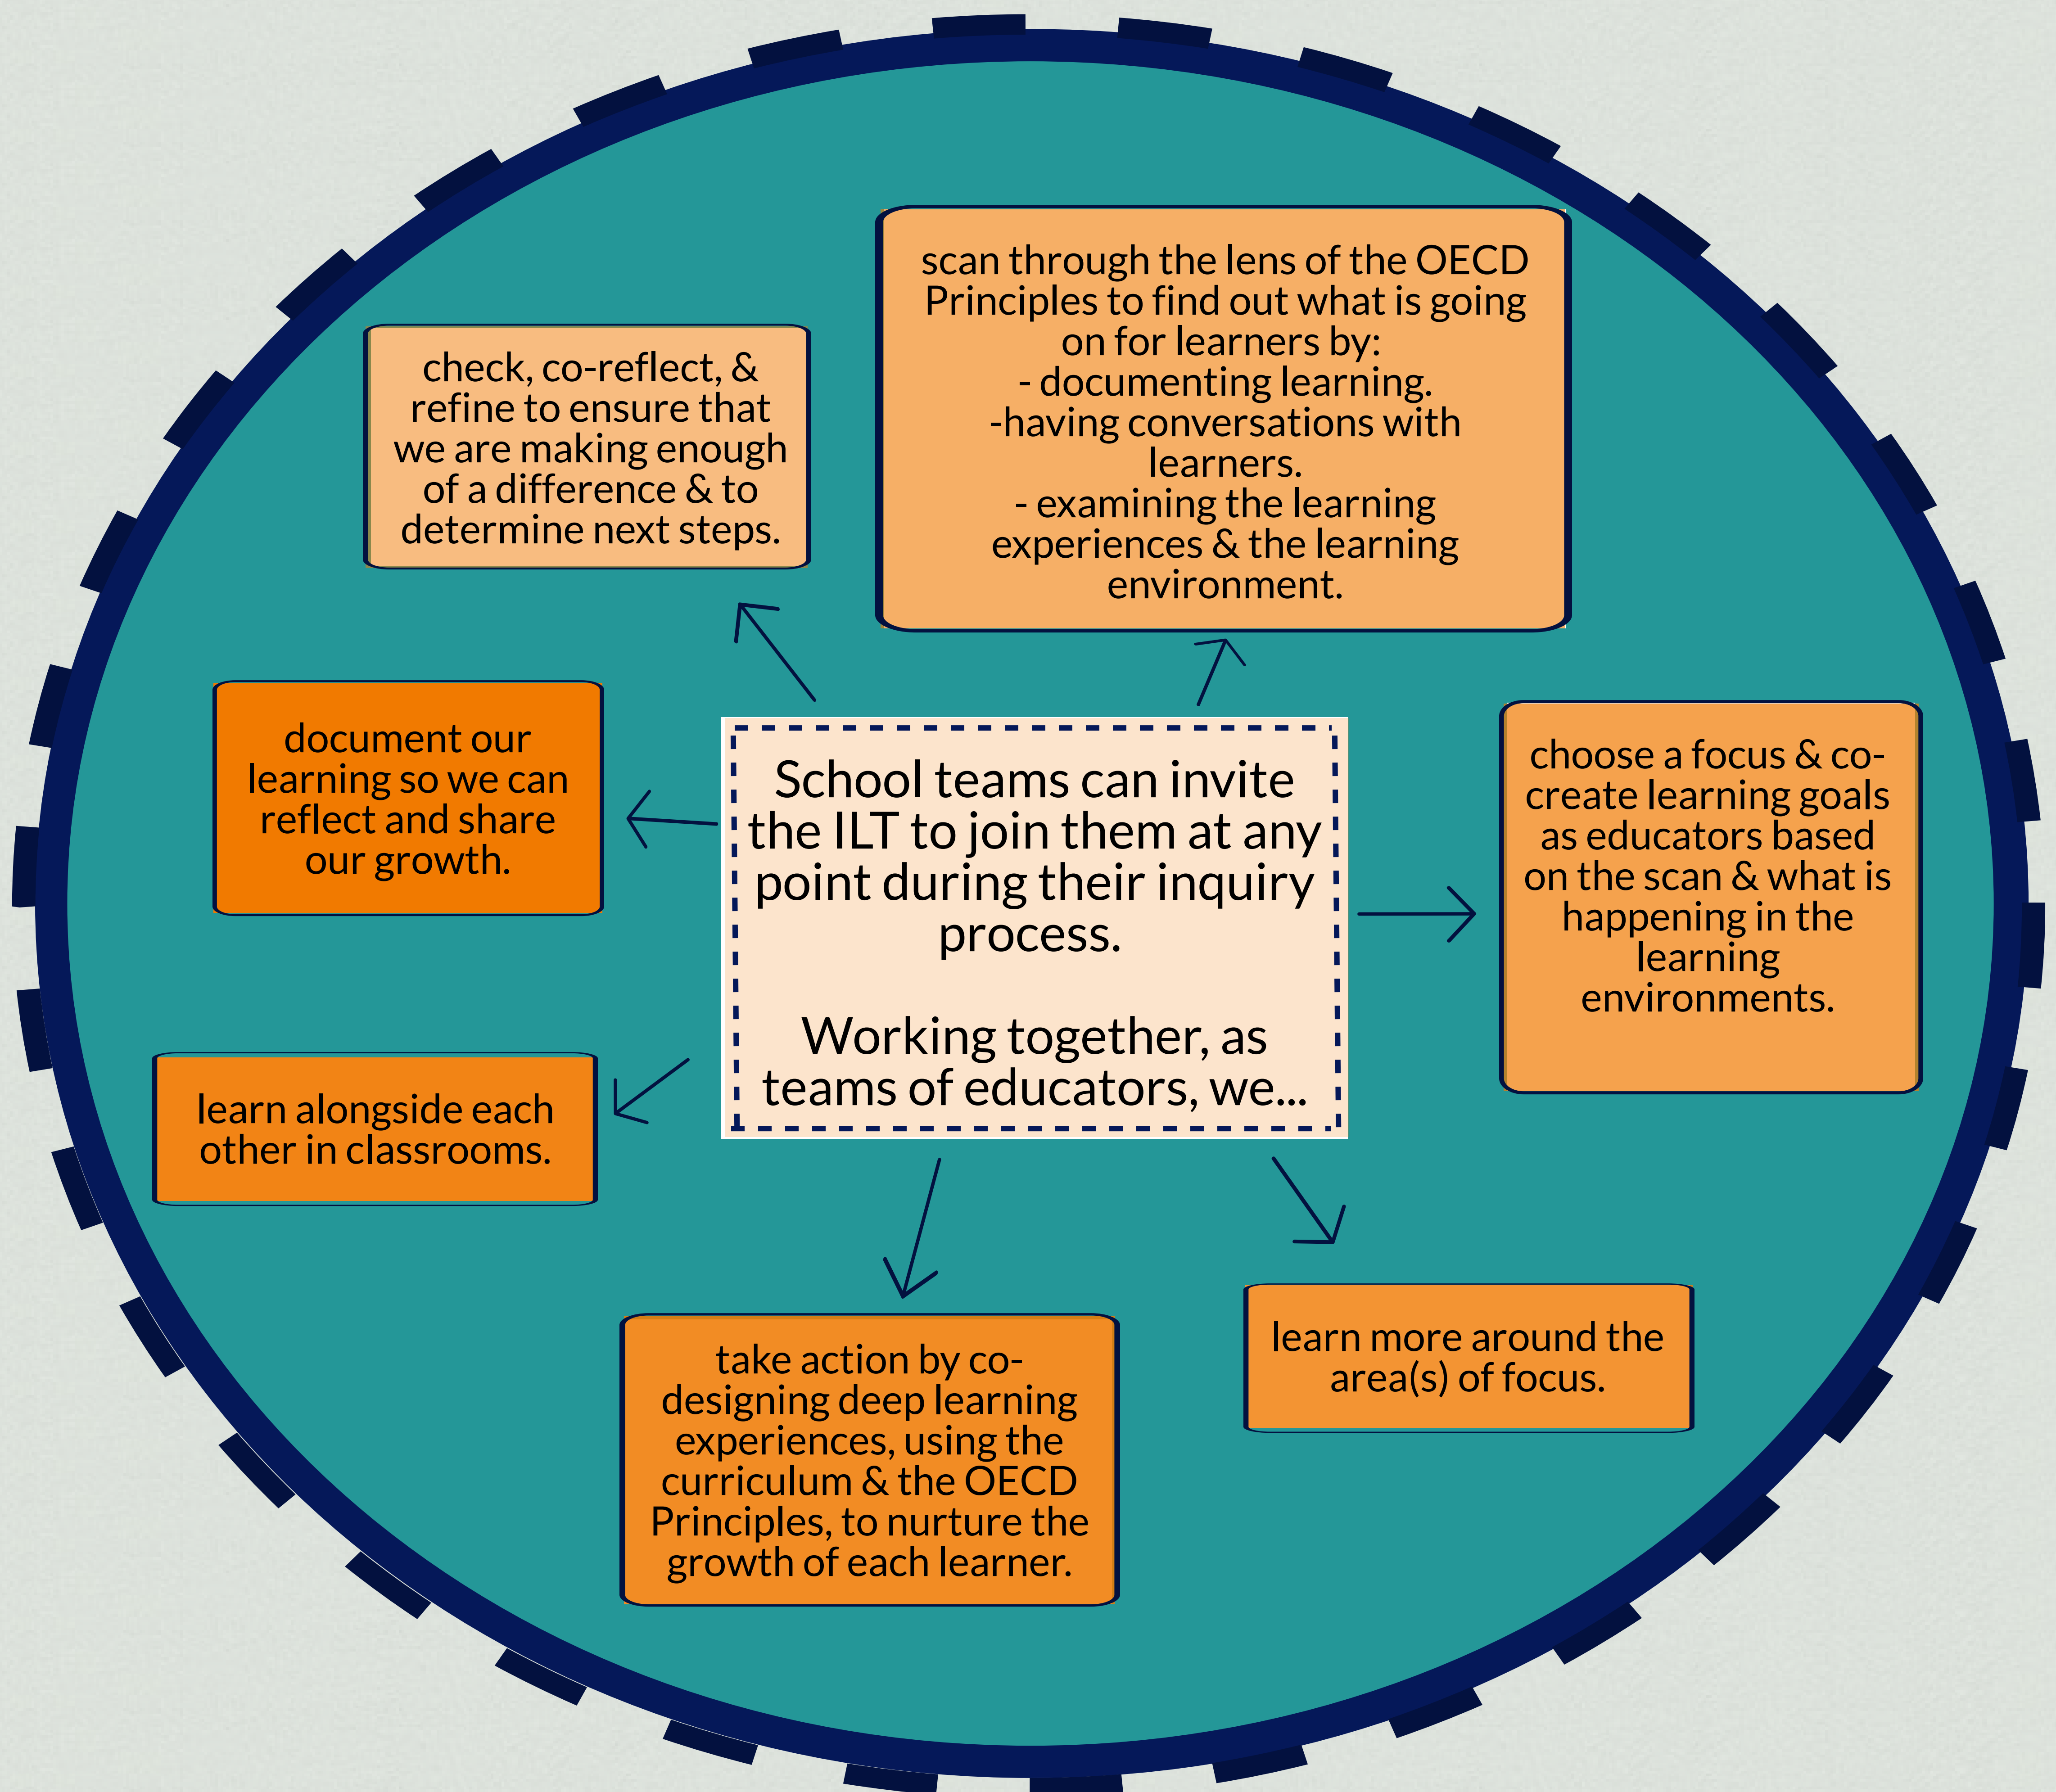 School teams can invite
the ILT to join them at any
point during their inquiry
process.
Working together, as
teams of educators, we...
scan through the lens of the OECD
Principles to find out what is going
on for learners by:
- documenting learning.
-having conversations with
learners.
- examining the learning
experiences & the learning
environment.
choose a focus & co-
create learning goals
as educators based
on the scan & what is
happening in the
learning
environments.
learn more around the
area(s) of focus.
take action by co-
designing deep learning
experiences, using the
curriculum & the OECD
Principles, to nurture the
growth of each learner.
learn alongside each
other in classrooms.
document our
learning so we can
reflect and share
our growth.
check, co-reflect, &
refine to ensure that
we are making enough
of a difference & to
determine next steps.